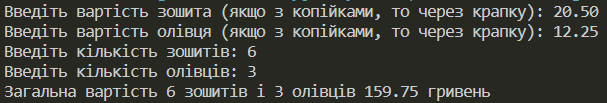 Введіть вартість зошита (якщо з копійками, то через крапку): 20.50
Введіть вартість олівця (якщо з копійками, то через крапку): 12.25
Введіть кількість зошитів: 6
Введіть кількість олівців: 3
Загальна вартість 6 зошитів і 3 олівців 159.75 гривень